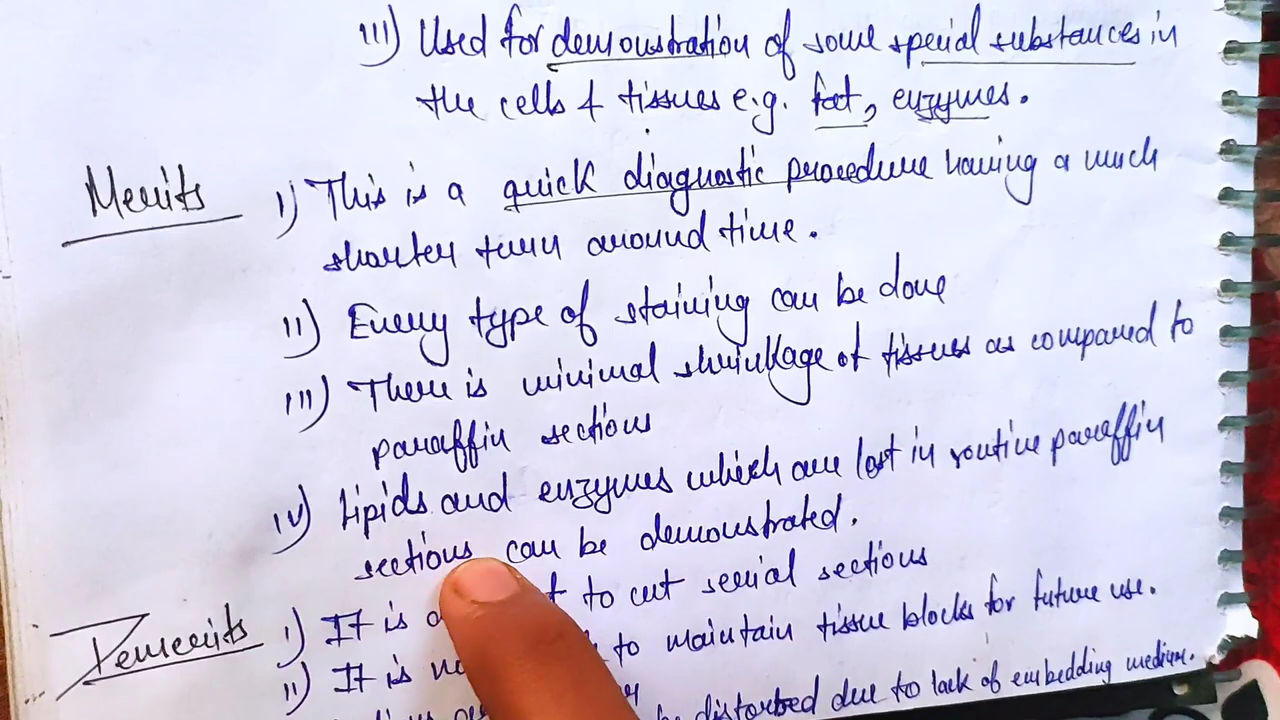 III) Used for demonstration of some special substances in
the cells & tissues e.g. fat, enzymes.
Merits I) This is a quick diagnostic procedure having a much
shorter turn around time.
II) Every type of staining can be done
III) There is minimal shrinkage of tissues as compared to
paraffin sections
IV) Lipids and enzymes which are lost in routine paraffin
sections can be demonstrated.
Demerits I) It is to cut serial sections
II) It is to maintain tissue blocks for future use.
be distorbed due to lack of embedding medium.